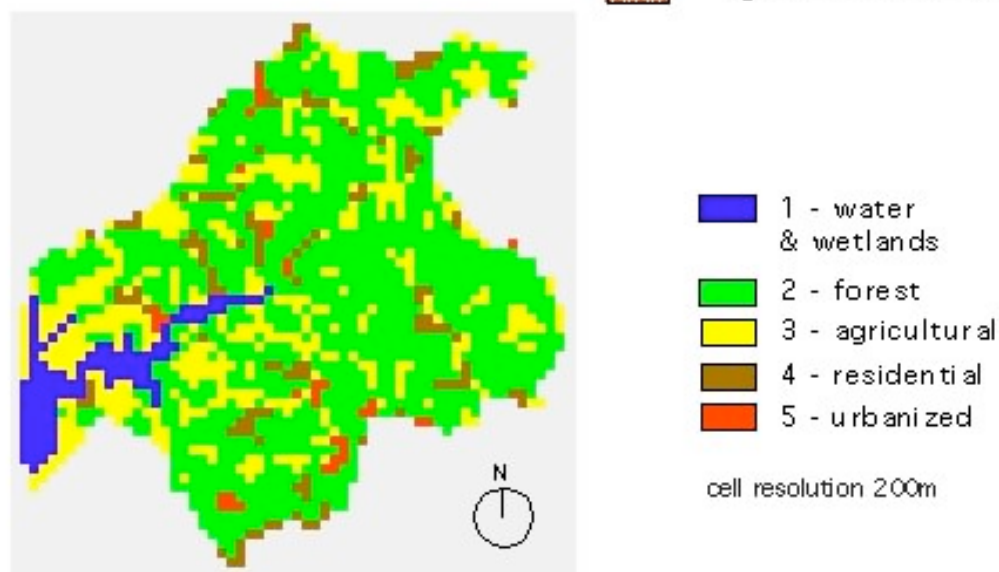 1 - water
& wetlands
2 - forest
3 - agricultural
4 - residential
5 - urbanized
N
cell resolution 200m